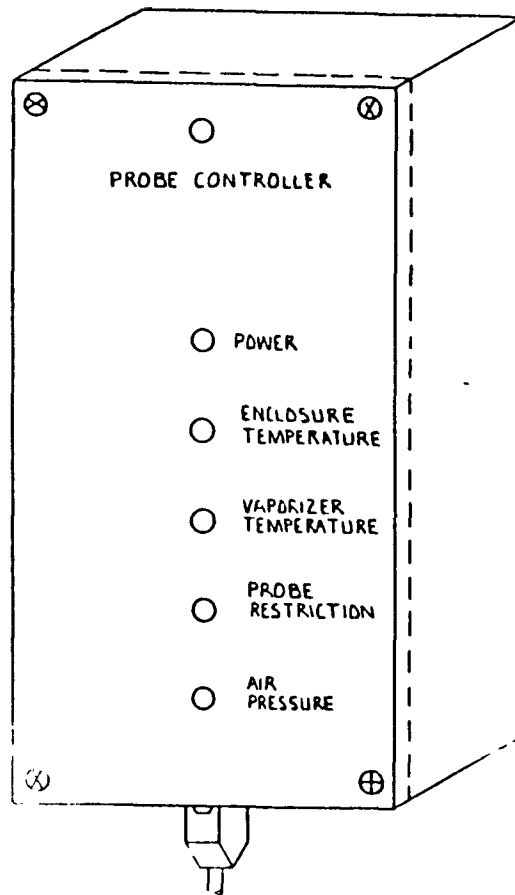 PROBE CONTROLLER
POWER
ENCLOSURE
TEMPERATURE
VAPORIZER
TEMPERATURE
PROBE
RESTRICTION
AIR
PRESSURE